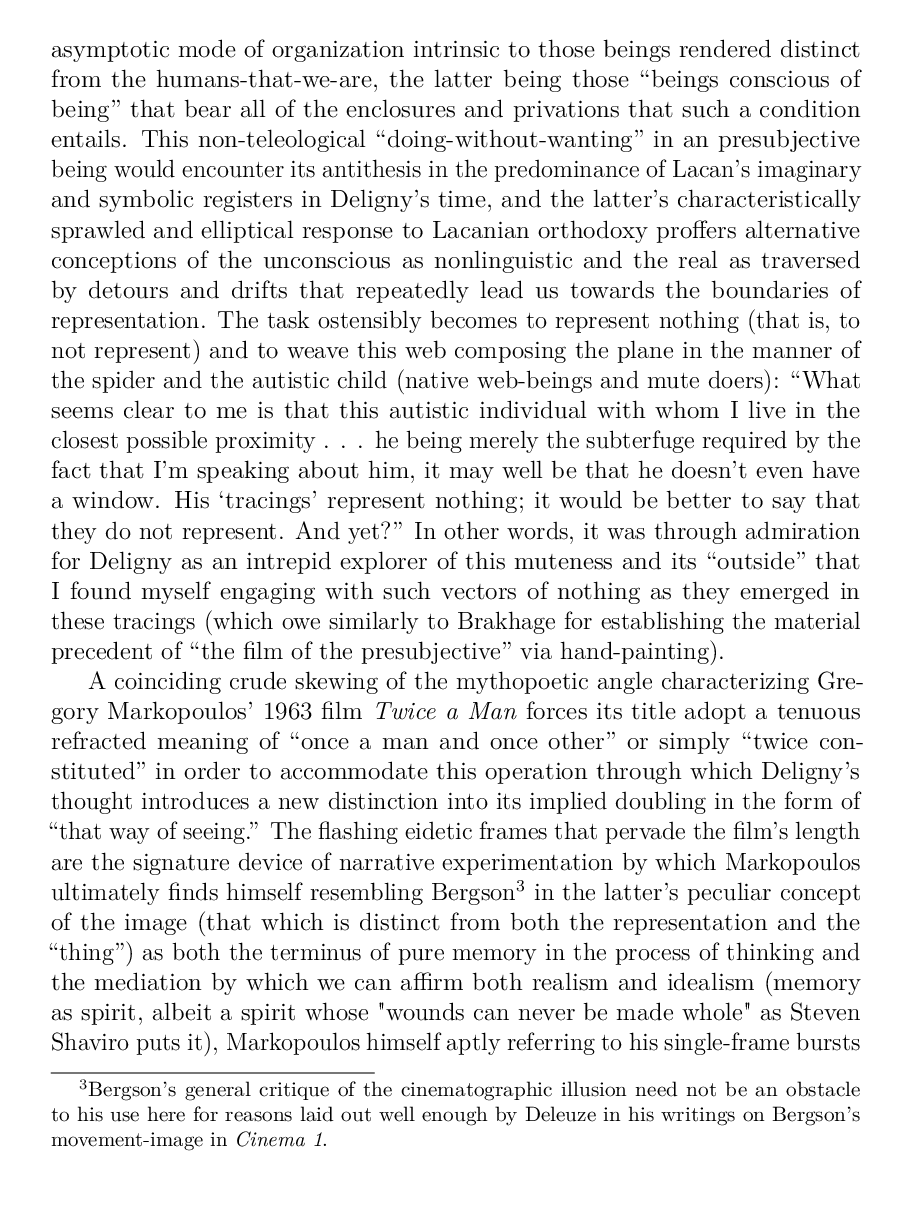 asymptotic mode of organization intrinsic to those beings rendered distinct
from the humans-that-we-are, the latter being those “beings conscious of
being” that bear all of the enclosures and privations that such a condition
entails. This non-teleological “doing-without-wanting” in an presubjective
being would encounter its antithesis in the predominance of Lacan’s imaginary
and symbolic registers in Deligny’s time, and the latter’s characteristically
sprawled and elliptical response to Lacanian orthodoxy proffers alternative
conceptions of the unconscious as nonlinguistic and the real as traversed
by detours and drifts that repeatedly lead us towards the boundaries of
representation. The task ostensibly becomes to represent nothing (that is, to
not represent) and to weave this web composing the plane in the manner of
the spider and the autistic child (native web-beings and mute doers): “What
seems clear to me is that this autistic individual with whom I live in the
closest possible proximity . . . he being merely the subterfuge required by the
fact that I’m speaking about him, it may well be that he doesn’t even have
a window. His ‘tracings’ represent nothing; it would be better to say that
they do not represent. And yet?” In other words, it was through admiration
for Deligny as an intrepid explorer of this muteness and its “outside” that
I found myself engaging with such vectors of nothing as they emerged in
these tracings (which owe similarly to Brakhage for establishing the material
precedent of “the film of the presubjective” via hand-painting).
A coinciding crude skewing of the mythopoetic angle characterizing Gre-
gory Markopoulos’ 1963 film Twice a Man forces its title adopt a tenuous
refracted meaning of “once a man and once other” or simply “twice con-
stituted” in order to accommodate this operation through which Deligny’s
thought introduces a new distinction into its implied doubling in the form of
“that way of seeing.” The flashing eidetic frames that pervade the film’s length
are the signature device of narrative experimentation by which Markopoulos
ultimately finds himself resembling Bergson3 in the latter’s peculiar concept
of the image (that which is distinct from both the representation and the
“thing”) as both the terminus of pure memory in the process of thinking and
the mediation by which we can affirm both realism and idealism (memory
as spirit, albeit a spirit whose "wounds can never be made whole" as Steven
Shaviro puts it), Markopoulos himself aptly referring to his single-frame bursts
3Bergson’s general critique of the cinematographic illusion need not be an obstacle
to his use here for reasons laid out well enough by Deleuze in his writings on Bergson’s
movement-image in Cinema 1.